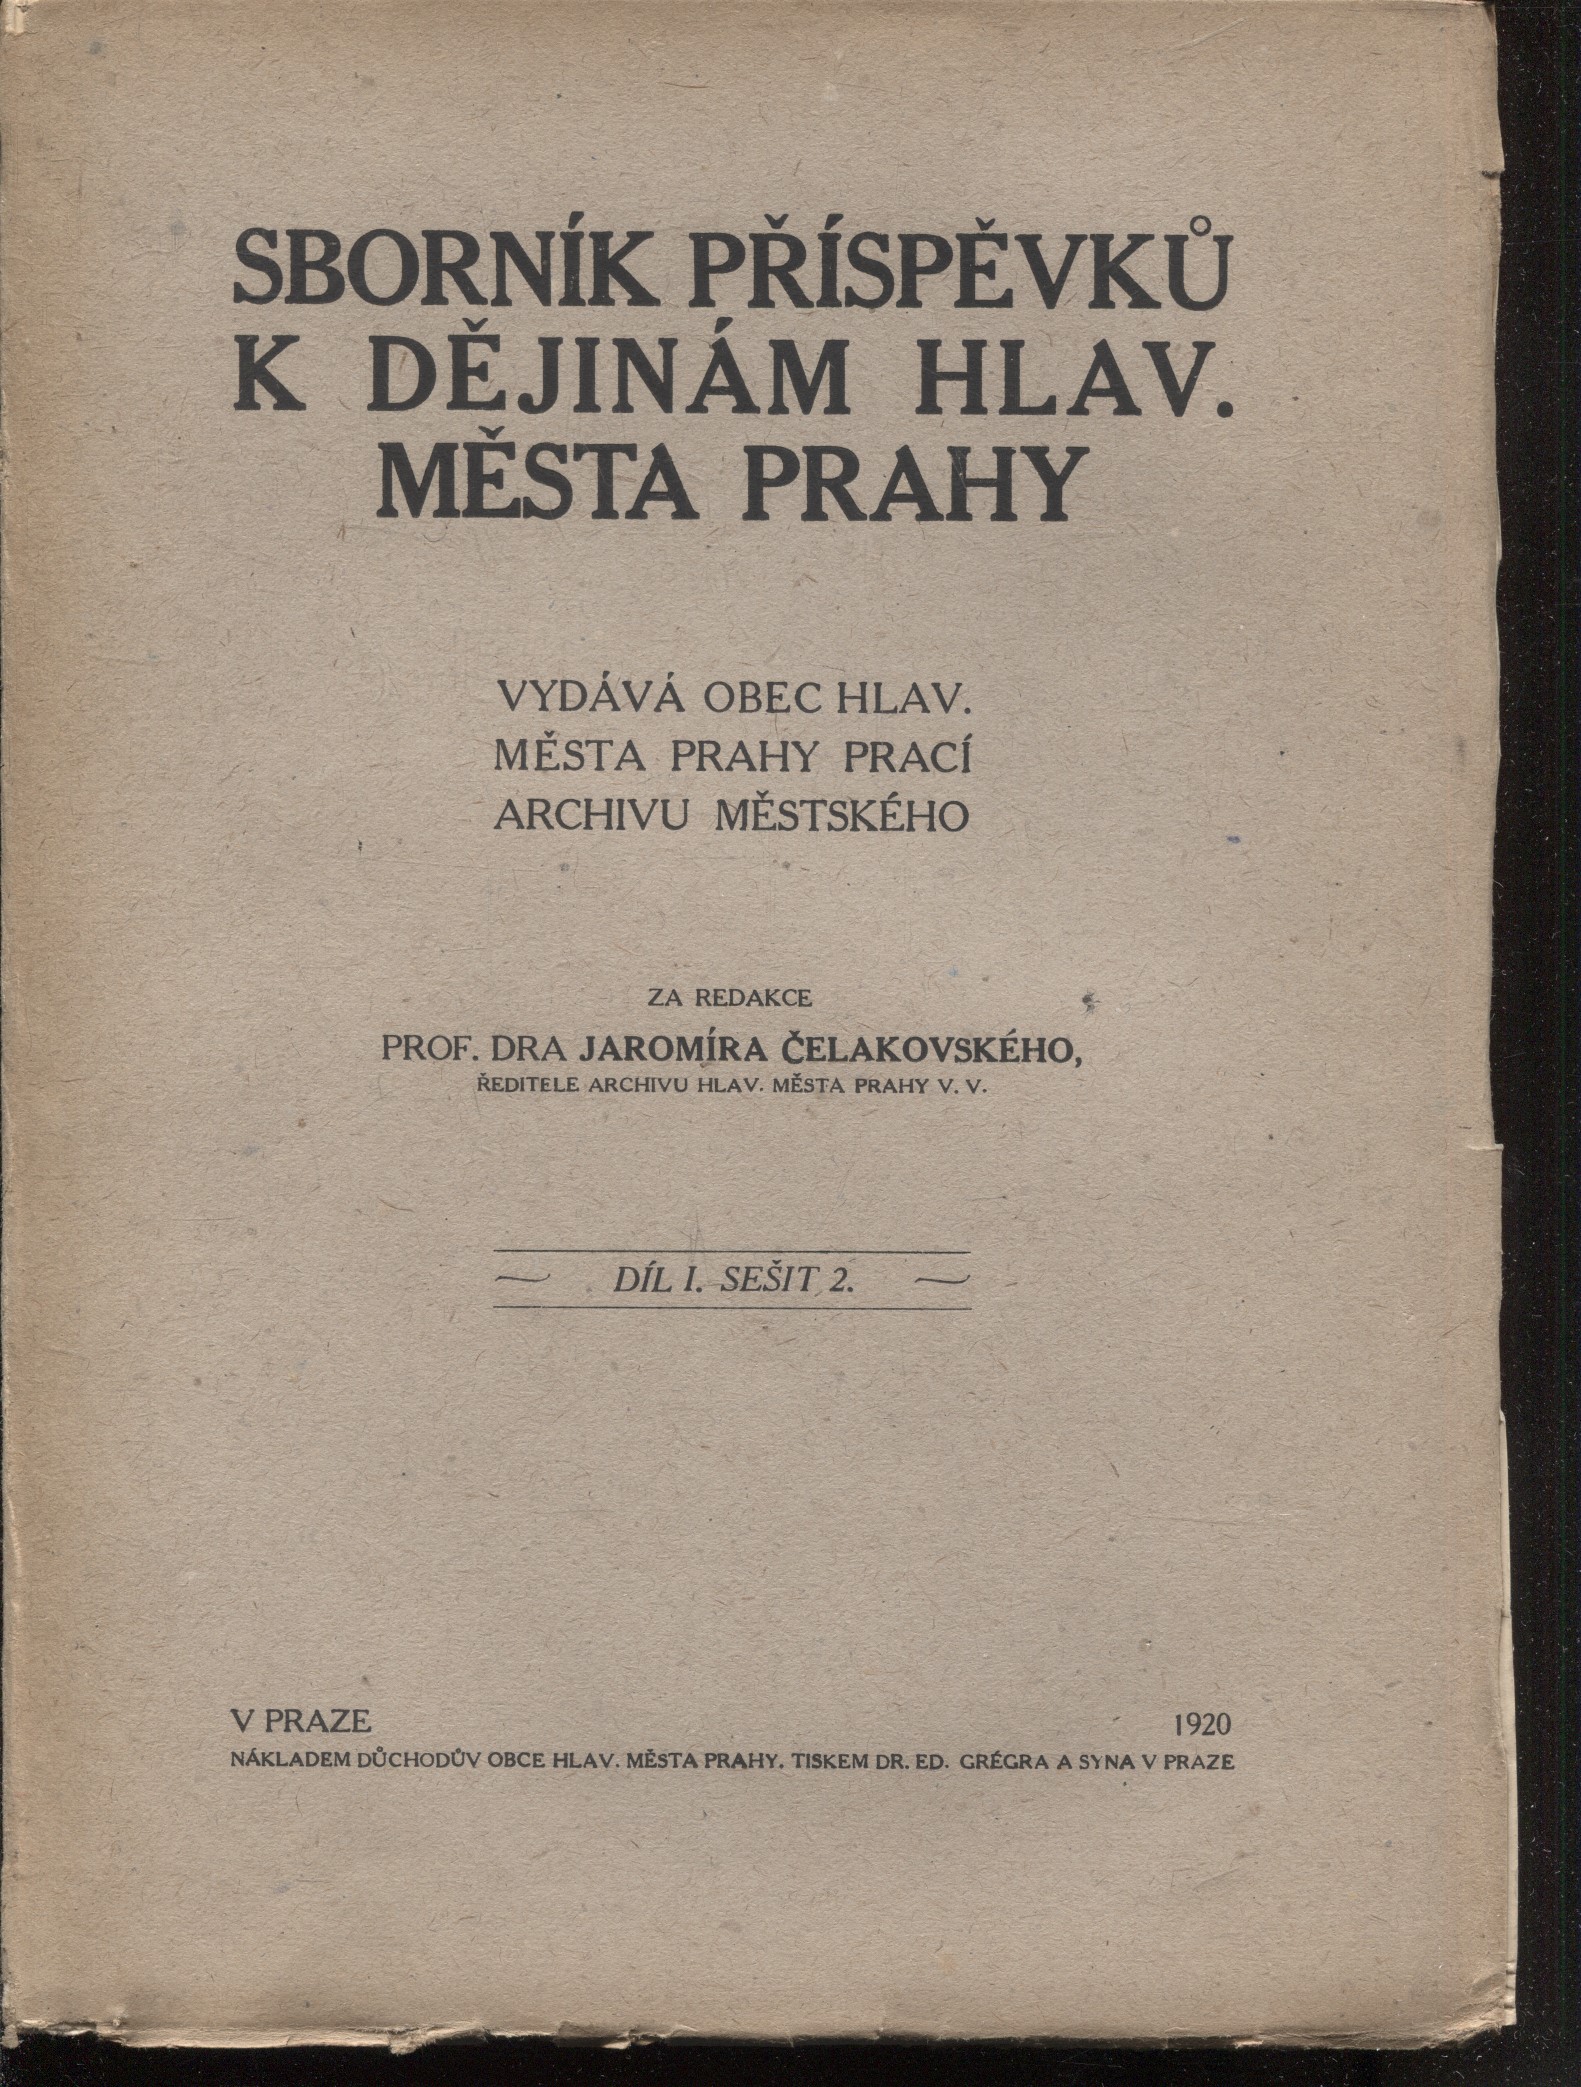 SBORNÍK PŘÍSPĚVKŮ
K DĚJINÁM HLAV.
MĚSTA PRAHY
VYDÁVÁ OBEC HLAV.
MĚSTA PRAHY PRACÍ
ARCHIVU MĚSTSKÉHO
ZA REDAKCE
PROF. DRA JAROMÍRA ČELAKOVSKÉHO,
ŘEDITELE ARCHIVU HLAV. MĚSTA PRAHY V. V.
DÍL I. SEŠIT 2.
V PRAZE 1920
NÁKLADEM DŮCHODŮV OBCE HLAV. MĚSTA PRAHY. TISKEM DR. ED. GRÉGRA A SYNA V PRAZE